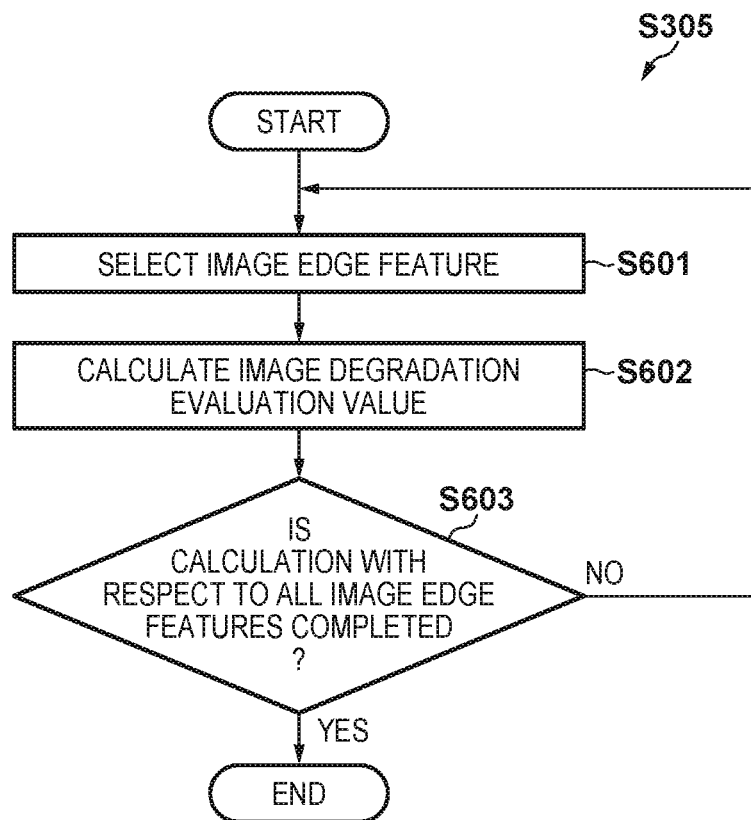 S305
START
SELECT IMAGE EDGE FEATURE
S601
CALCULATE IMAGE DEGRADATION
EVALUATION VALUE
S602
S603
IS
CALCULATION WITH
RESPECT TO ALL IMAGE EDGE
FEATURES COMPLETED
?
NO
YES
END